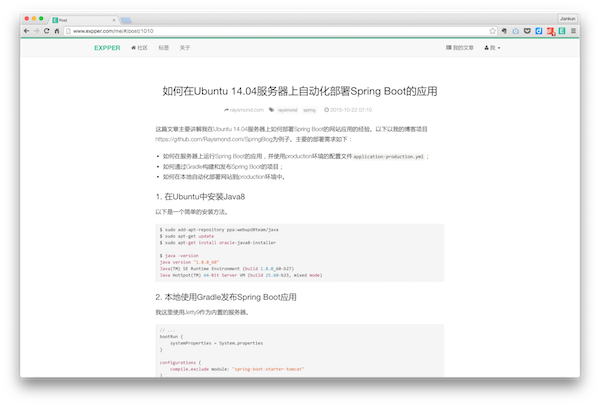 Post
Jiankun
www.expper.com/me/#/post/1010
EXPPER 社区 标签 关于 我的文章 我
如何在Ubuntu 14.04服务器上自动化部署Spring Boot的应用
raysmond.com raysmond spring 2015-10-22 07:15
这篇文章主要讲解我在Ubuntu 14.04服务器上如何部署Spring Boot的网站应用的经验。以下以我的博客项目
https://github.com/Raysmond/SpringBlog为例子。主要的部署需求如下：
如何在服务器上运行Spring Boot的应用，并使用production环境的配置文件 application-production.yml ；
如何通过Gradle构建和发布Spring Boot的项目；
如何在本地自动化部署网站到production环境中。
1. 在Ubuntu中安装Java8
以下是一个简单的安装方法。
$ sudo add-apt-repository ppa:webupd8team/java
$ sudo apt-get update
$ sudo apt-get install oracle-java8-installer
$ java -version
java version "1.8.0_60"
Java(TM) SE Runtime Environment (build 1.8.0_60-b27)
Java HotSpot(TM) 64-Bit Server VM (build 25.60-b23, mixed mode)
2. 本地使用Gradle发布Spring Boot应用
我这里使用Jetty9作为内置的服务器。
// ...
bootRun {
systemProperties = System.properties
}
configurations {
compile.exclude module: "spring-boot-starter-tomcat"